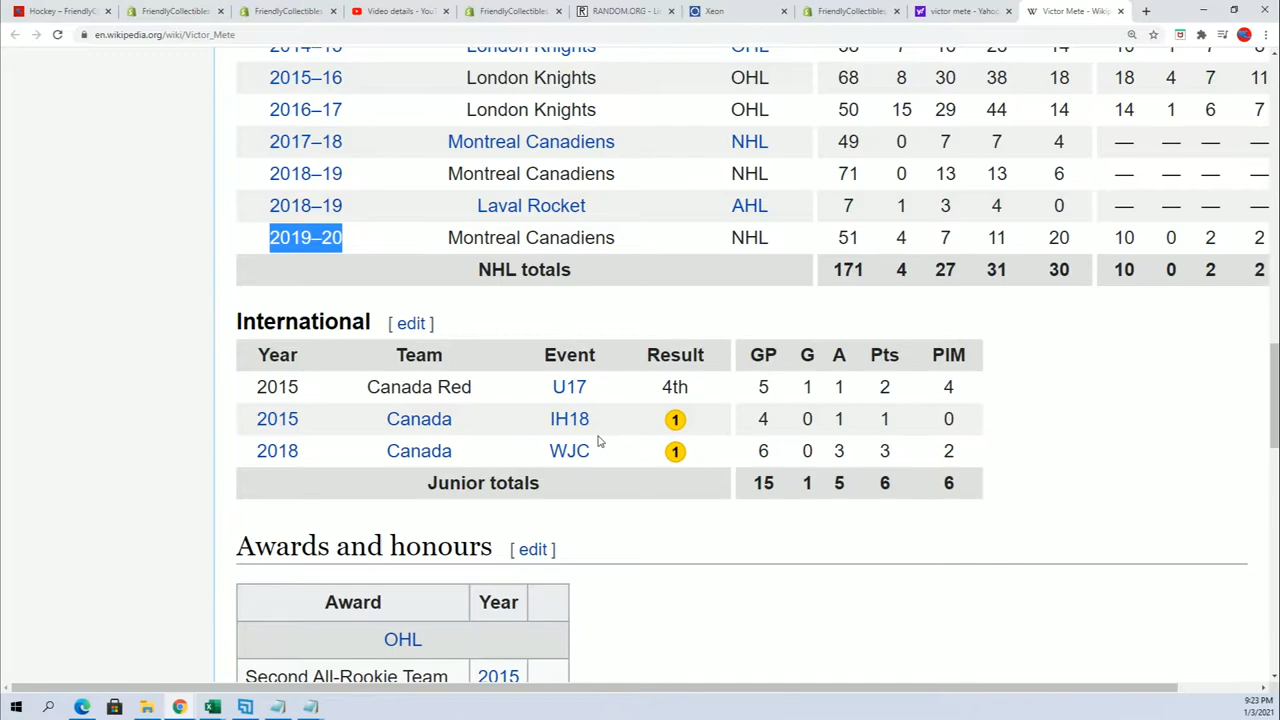 Hockey – FriendlyC
FriendlyCollectibles
FriendlyCollectibles
Video details - YouT
FriendlyCollectibles
RANDOM.ORG - Li
Xeon
FriendlyCollectibles
victor mete - Yahoo
Victor Mete - Wiki
en.wikipedia.org/wiki/Victor_Mete
London Knights OHL
2015–16 London Knights OHL 68 8 30 38 18 18 4 7 11
2016–17 London Knights OHL 50 15 29 44 14 14 1 6 7
2017–18 Montreal Canadiens NHL 49 0 7 7 4 — — — —
2018–19 Montreal Canadiens NHL 71 0 13 13 6 — — — —
2018–19 Laval Rocket AHL 7 1 3 4 0 — — — —
2019–20 Montreal Canadiens NHL 51 4 7 11 20 10 0 2 2
NHL totals 171 4 27 31 30 10 0 2 2
International [ edit ]
Year Team Event Result GP G A Pts PIM
2015 Canada Red U17 4th 5 1 1 2 4
2015 Canada IH18 1 4 0 1 1 0
2018 Canada WJC 1 6 0 3 3 2
Junior totals 15 1 5 6 6
Awards and honours [ edit ]
Award Year
OHL
Second All-Rookie Team 2015
9:23 PM
1/3/2021